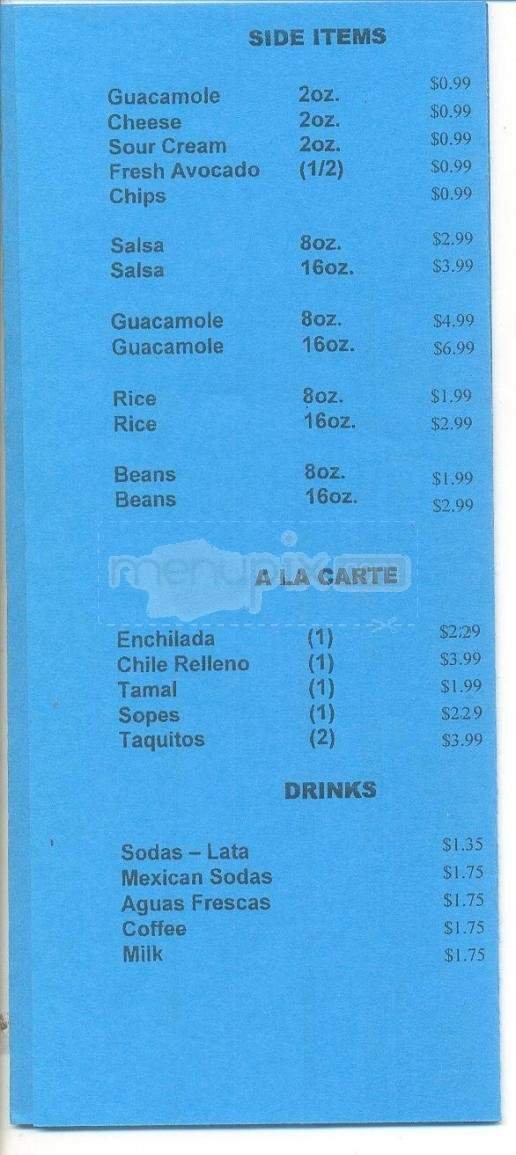 SIDE ITEMS
Guacamole 2oz. $0.99
Cheese 2oz. $0.99
Sour Cream 2oz. $0.99
Fresh Avocado (1/2) $0.99
Chips $0.99
Salsa 8oz. $2.99
Salsa 16oz. $3.99
Guacamole 8oz. $4.99
Guacamole 16oz. $6.99
Rice 8oz. $1.99
Rice 16oz. $2.99
Beans 8oz. $1.99
Beans 16oz. $2.99
menupix
A LA CARTE
Enchilada (1) $2.29
Chile Relleno (1) $3.99
Tamal (1) $1.99
Sopes (1) $2.29
Taquitos (2) $3.99
DRINKS
Sodas – Lata $1.35
Mexican Sodas $1.75
Aguas Frescas $1.75
Coffee $1.75
Milk $1.75